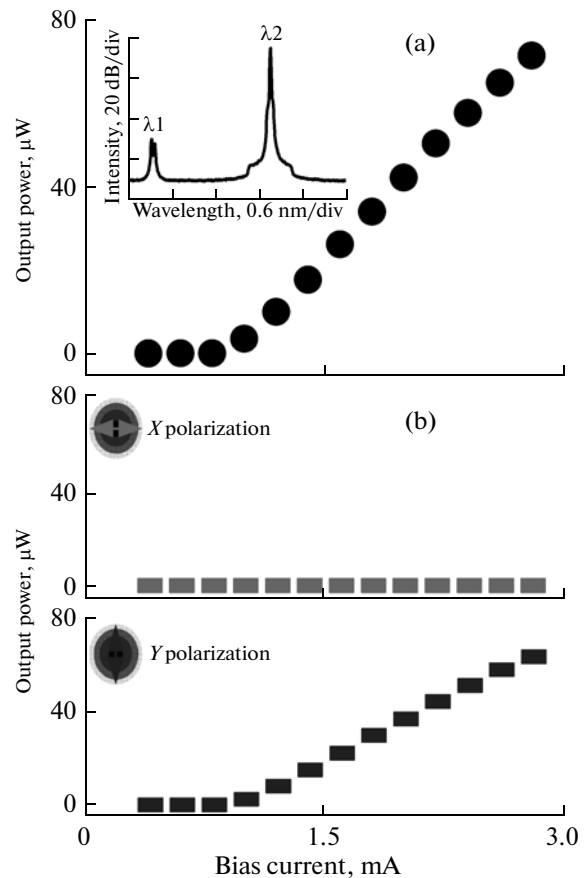 80
(a)
λ2
λ1
Intensity, 20 dB/div
Wavelength, 0.6 nm/div
Output power, μW
40
0
80
(b)
X polarization
40
0
Output power, μW
80
Y polarization
40
0
0
1.5
3.0
Bias current, mA